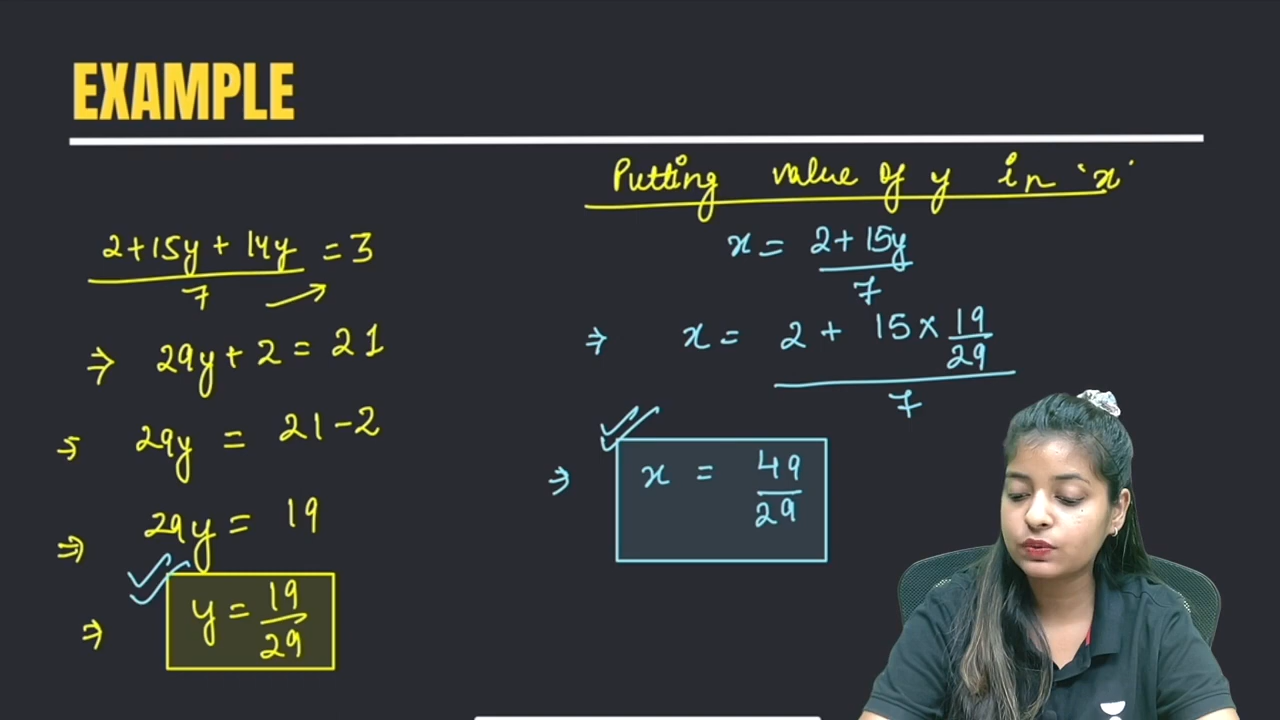 EXAMPLE
2+15y + 14y = 3
7
⇒ 29y + 2 = 21
⇒ 29y = 21-2
⇒ 29y = 19
⇒ y = 19/29
Putting value of y in 'x'
x = 2+15y
7
⇒ x = 2 + 15 × 19/29
7
⇒ x = 49/29